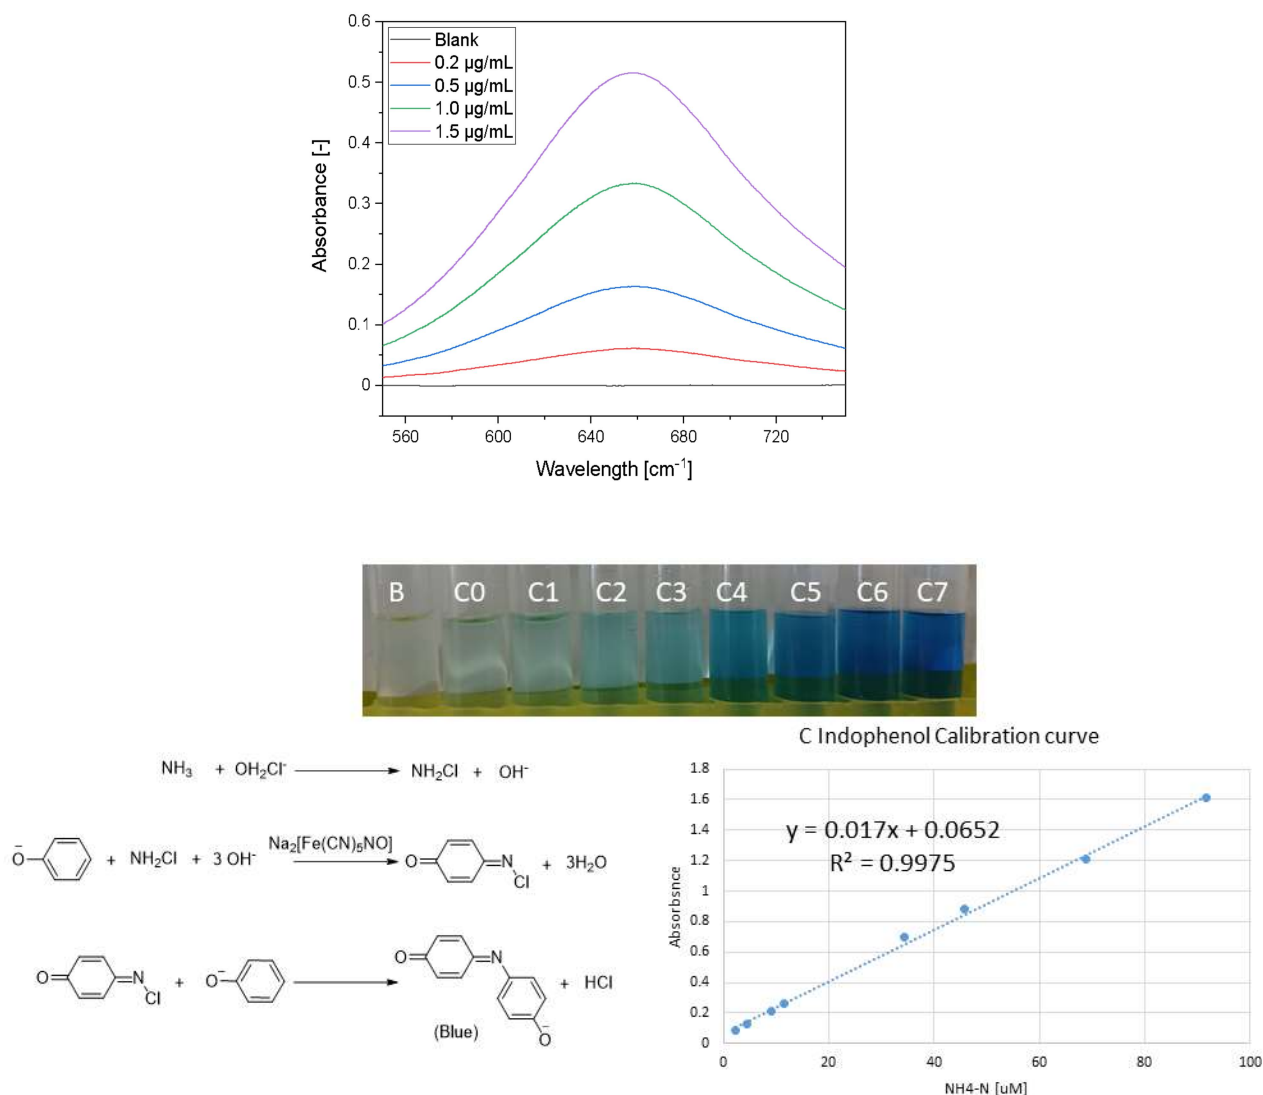 0.6
0.5
0.4
0.3
0.2
0.1
0
Absorbance [-]
Blank
0.2 µg/mL
0.5 µg/mL
1.0 µg/mL
1.5 µg/mL
560 600 640 680 720
Wavelength [cm⁻¹]
B C0 C1 C2 C3 C4 C5 C6 C7
NH₃ + OH₂Cl⁻ NH₂Cl + OH⁻
O⁻ + NH₂Cl + 3 OH⁻ Na₂[Fe(CN)₅NO] O N Cl + 3H₂O
O N Cl + O⁻ O N O⁻ + HCl
(Blue)
C Indophenol Calibration curve
y = 0.017x + 0.0652
R² = 0.9975
Absorbsnce
1.8
1.6
1.4
1.2
1
0.8
0.6
0.4
0.2
0
0 20 40 60 80 100
NH4-N [uM]